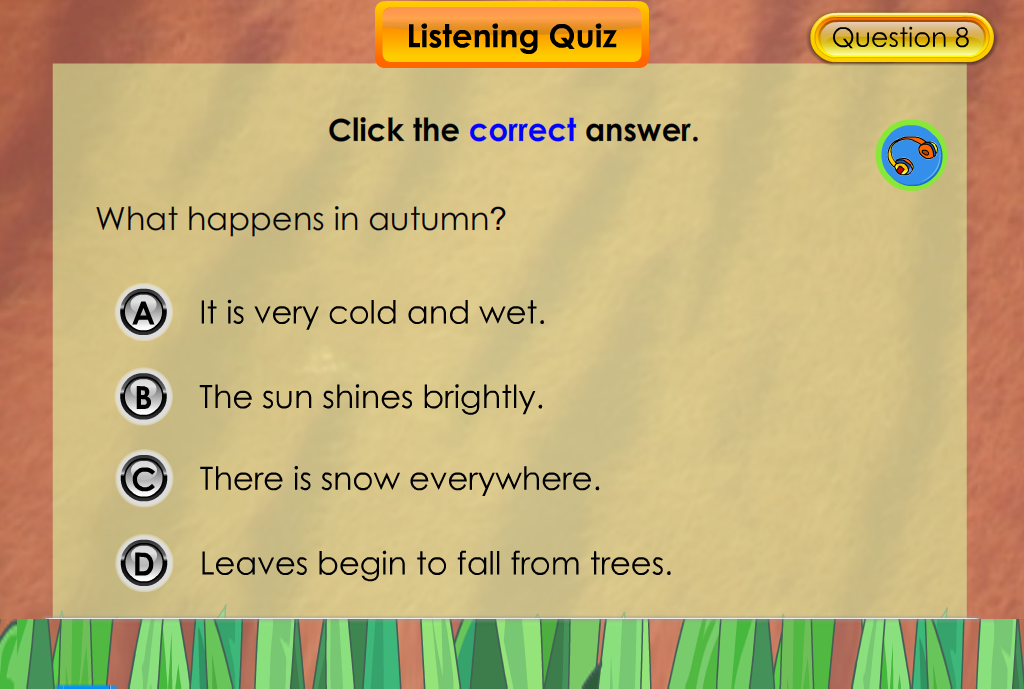 Listening Quiz
Question 8
Click the correct answer.
What happens in autumn?
A It is very cold and wet.
B The sun shines brightly.
C There is snow everywhere.
D Leaves begin to fall from trees.